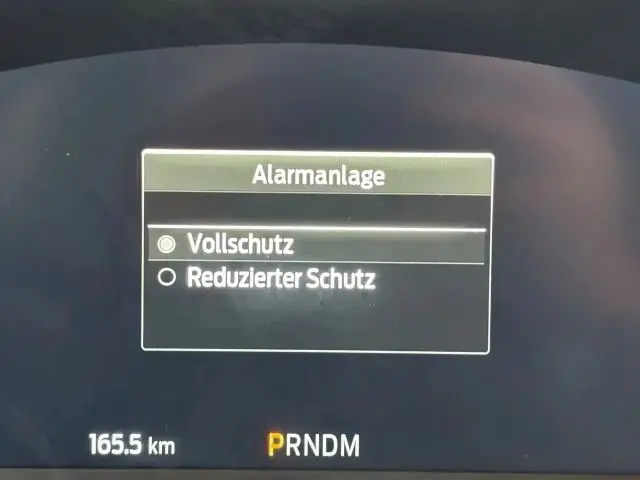 Alarmanlage
Vollschutz
Reduzierter Schutz
165.5 km PRNDM